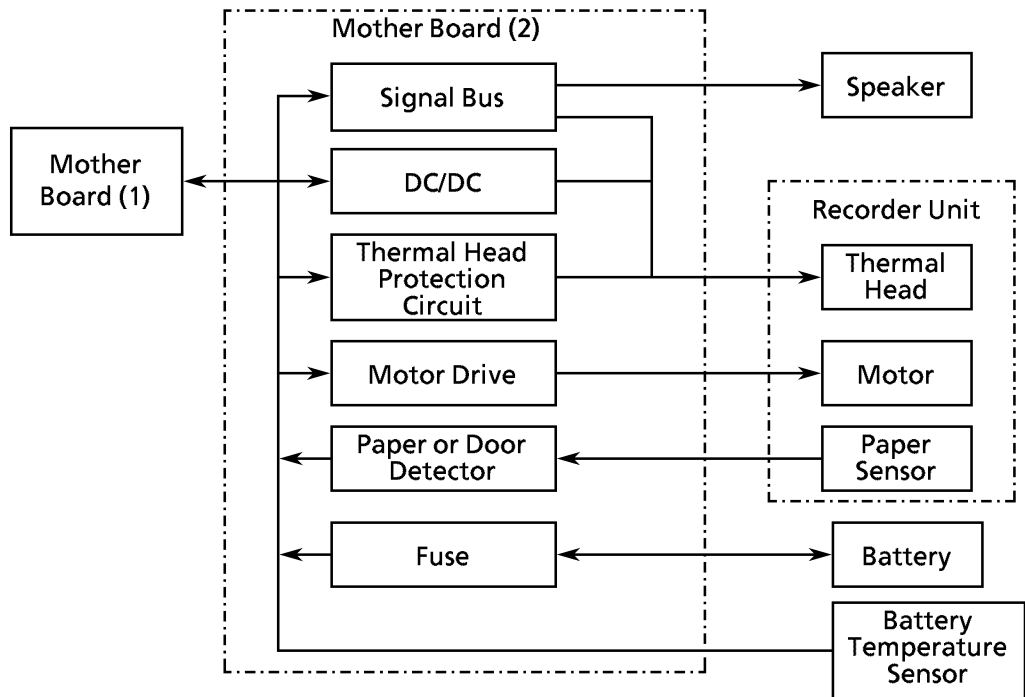 Mother Board (2)
Signal Bus
Speaker
Mother
Board (1)
DC/DC
Recorder Unit
Thermal Head
Protection
Circuit
Thermal
Head
Motor Drive
Motor
Paper or Door
Detector
Paper
Sensor
Fuse
Battery
Battery
Temperature
Sensor